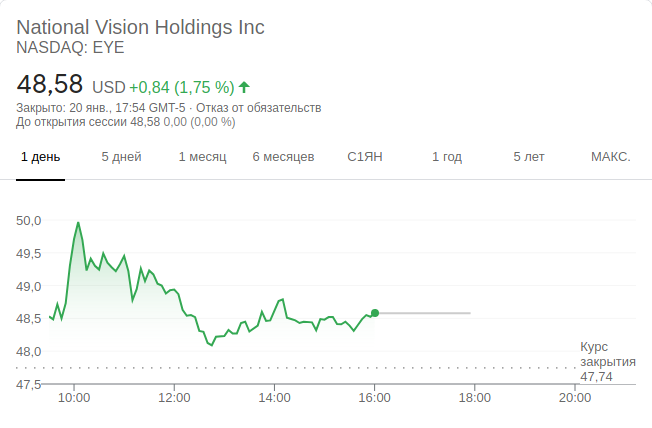 National Vision Holdings Inc
NASDAQ: EYE
48,58 USD +0,84 (1,75 %)
Закрыто: 20 янв., 17:54 GMT-5 · Отказ от обязательств
До открытия сессии 48,58 0,00 (0,00 %)
1 день 5 дней 1 месяц 6 месяцев С1ЯН 1 год 5 лет МАКС.
50,0
49,5
49,0
48,5
48,0
47,5
Курс
закрытия
47,74
10:00 12:00 14:00 16:00 18:00 20:00